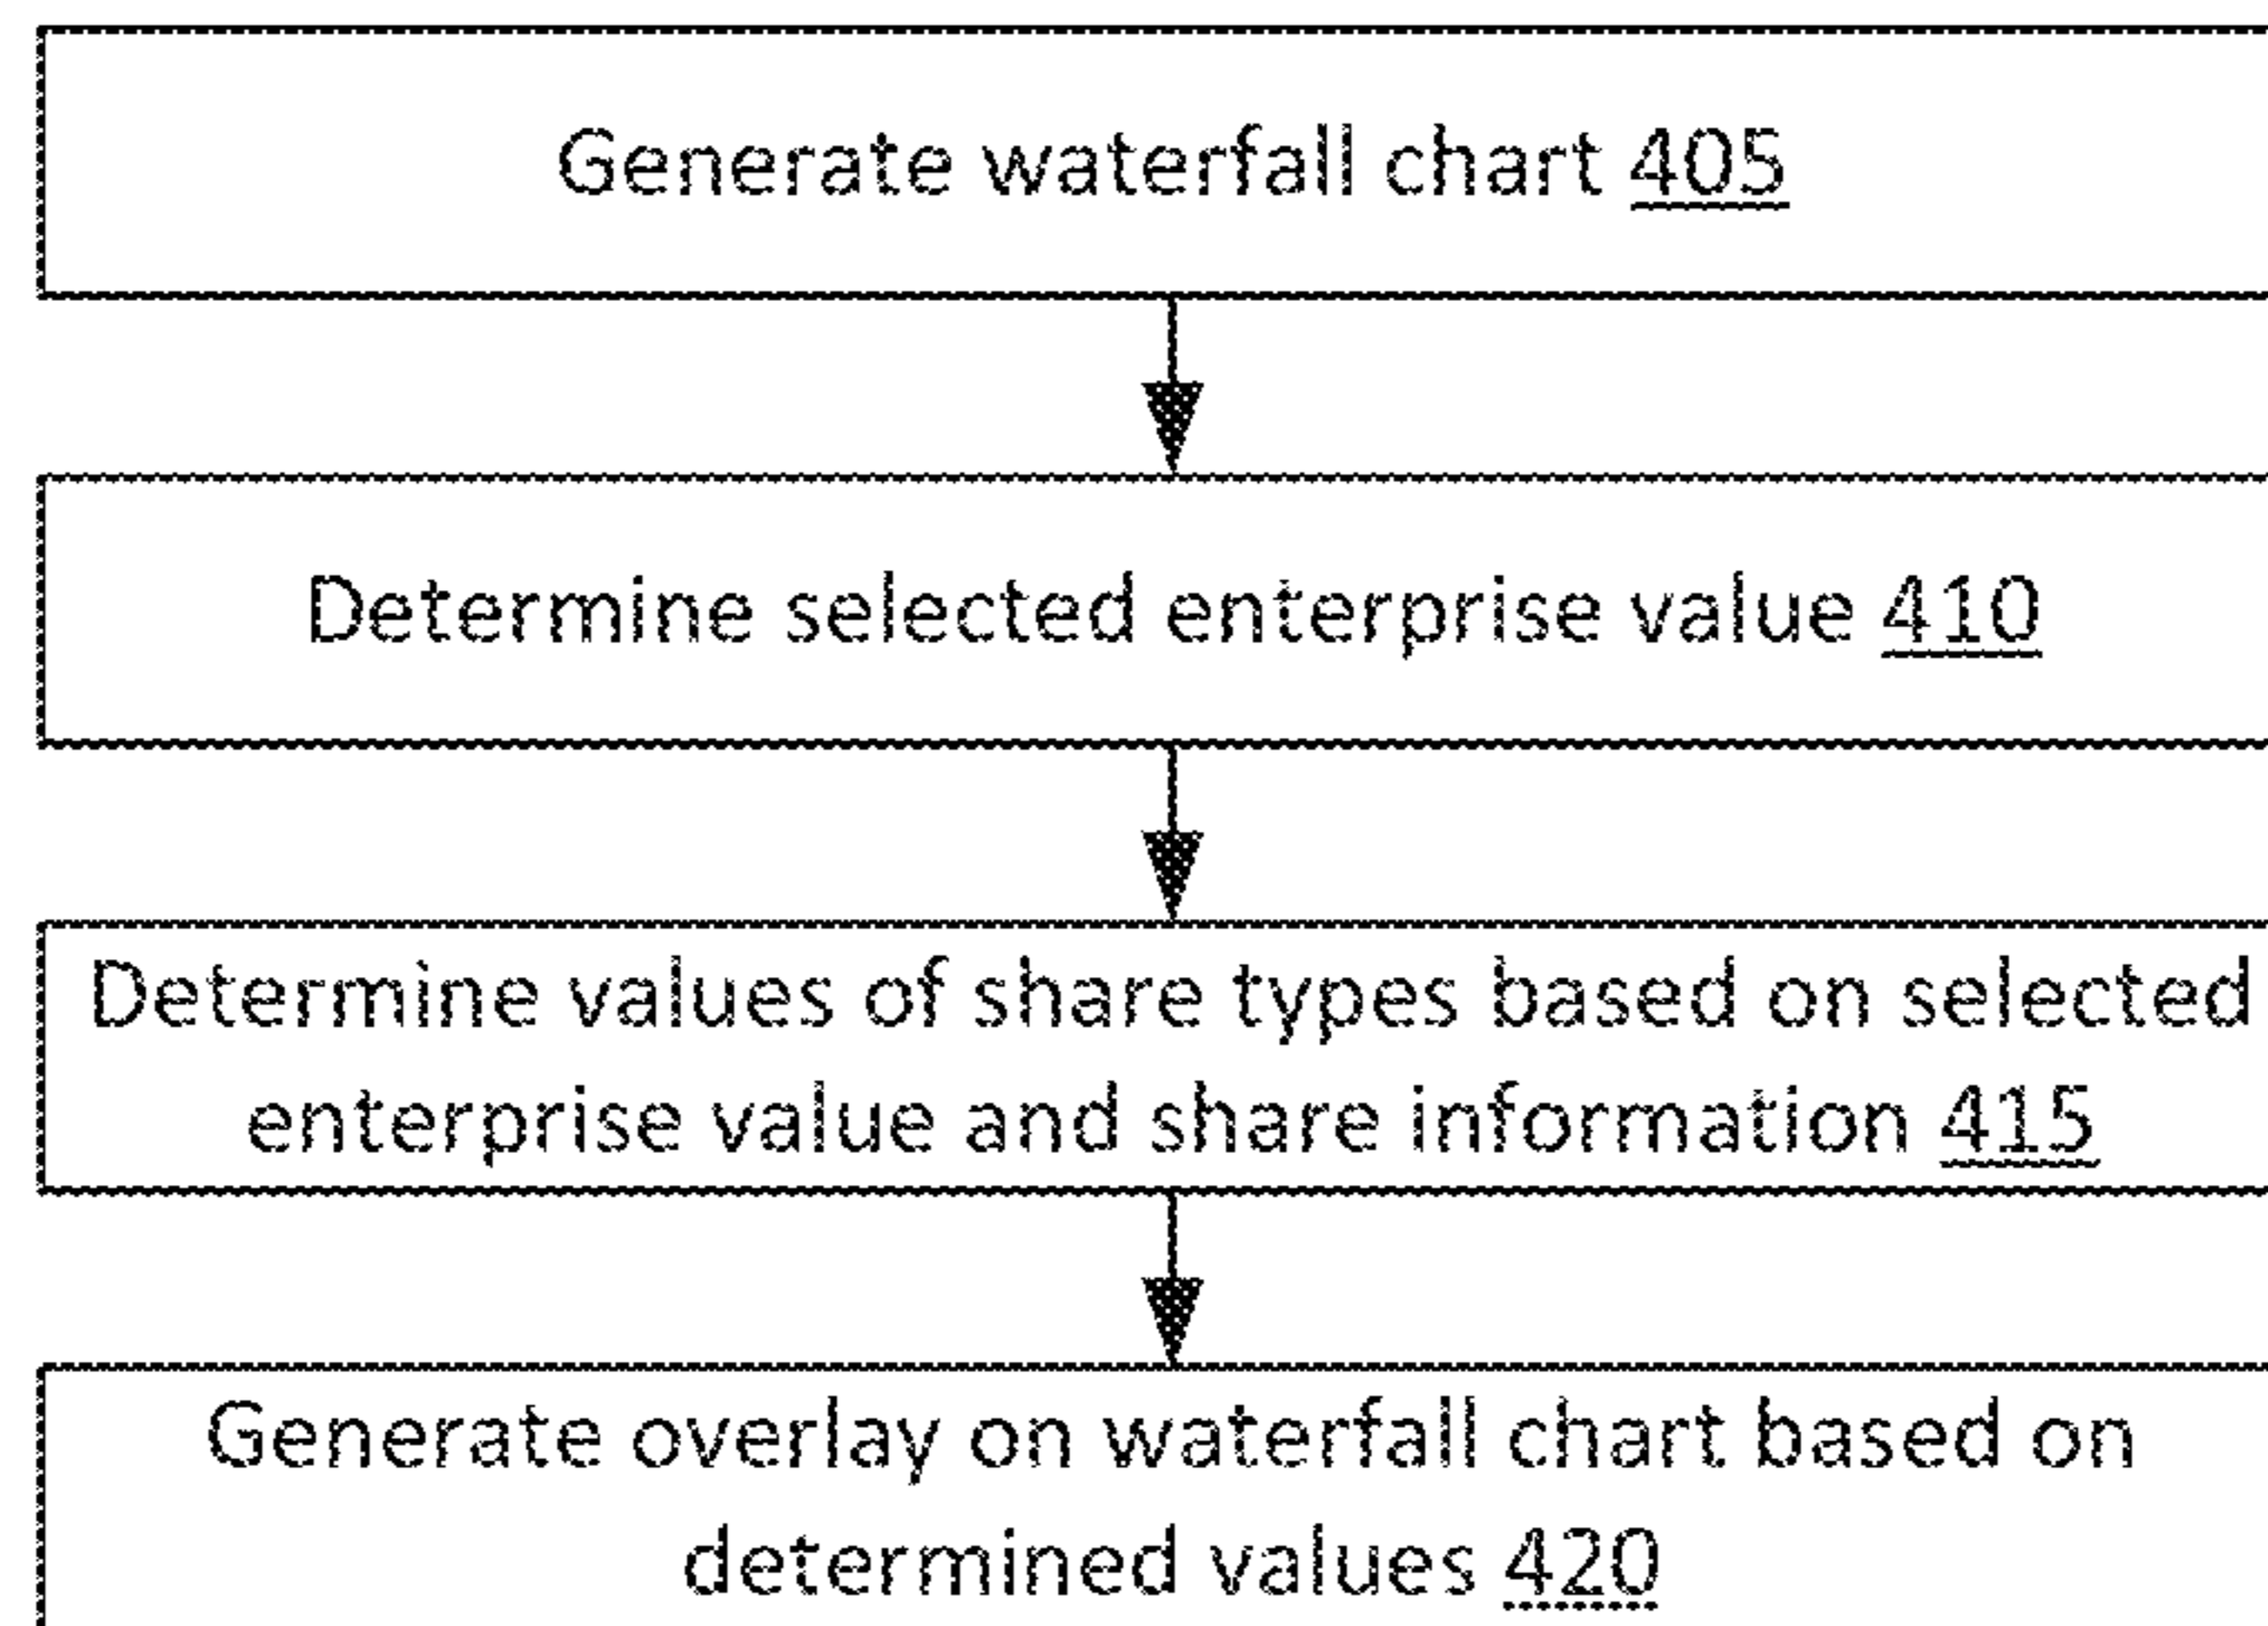 Generate waterfall chart 405
Determine selected enterprise value 410
Determine values of share types based on selected
enterprise value and share information 415
Generate overlay on waterfall chart based on
determined values 420